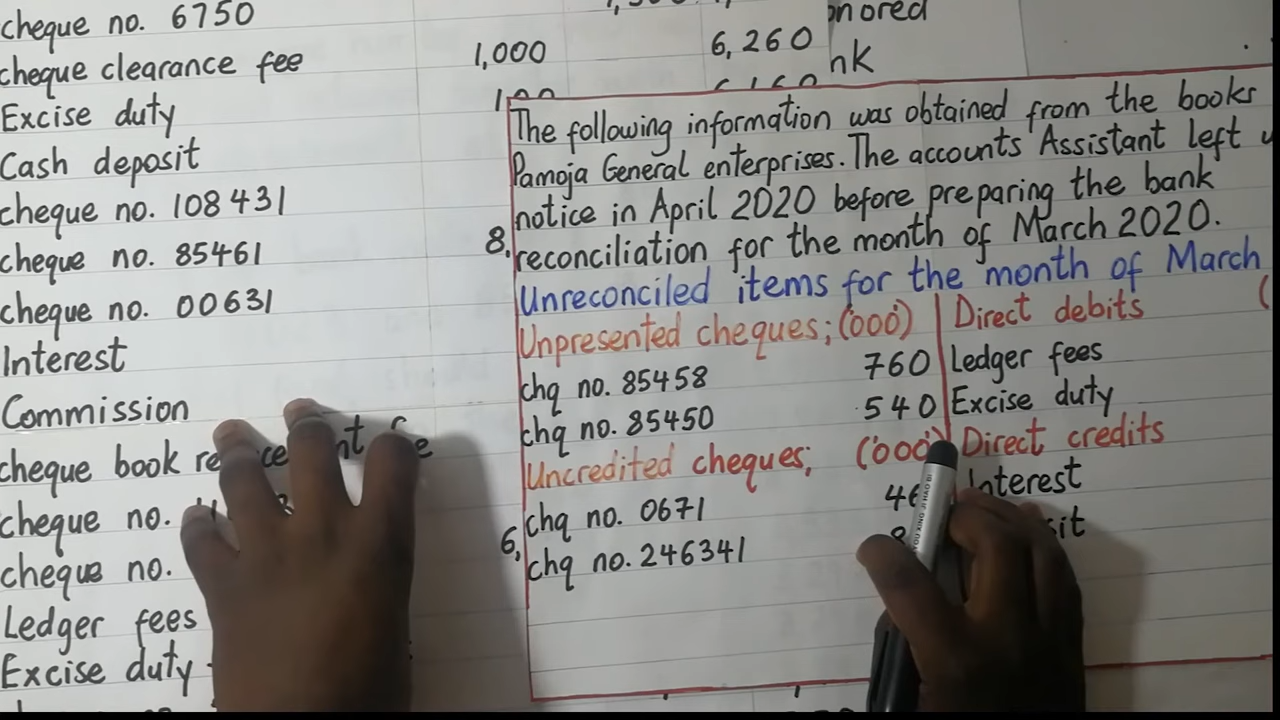 cheque no. 6750
cheque clearance fee 1,000 6,260
Excise duty
Cash deposit
cheque no. 108431
cheque no. 85461
cheque no. 00631
Interest
Commission
cheque book
cheque no.
cheque no.
Ledger fees
Excise duty
The following information was obtained from the books
Pamoja General enterprises. The accounts Assistant left
notice in April 2020 before preparing the bank
8, reconciliation for the month of March 2020.
Unreconciled items for the month of March
Unpresented cheques; (000) Direct debits (
chq no. 85458 760 Ledger fees
chq no. 85450 540 Excise duty
Uncredited cheques; (000) Direct credits
chq no. 0671 Interest
6, chq no. 246341